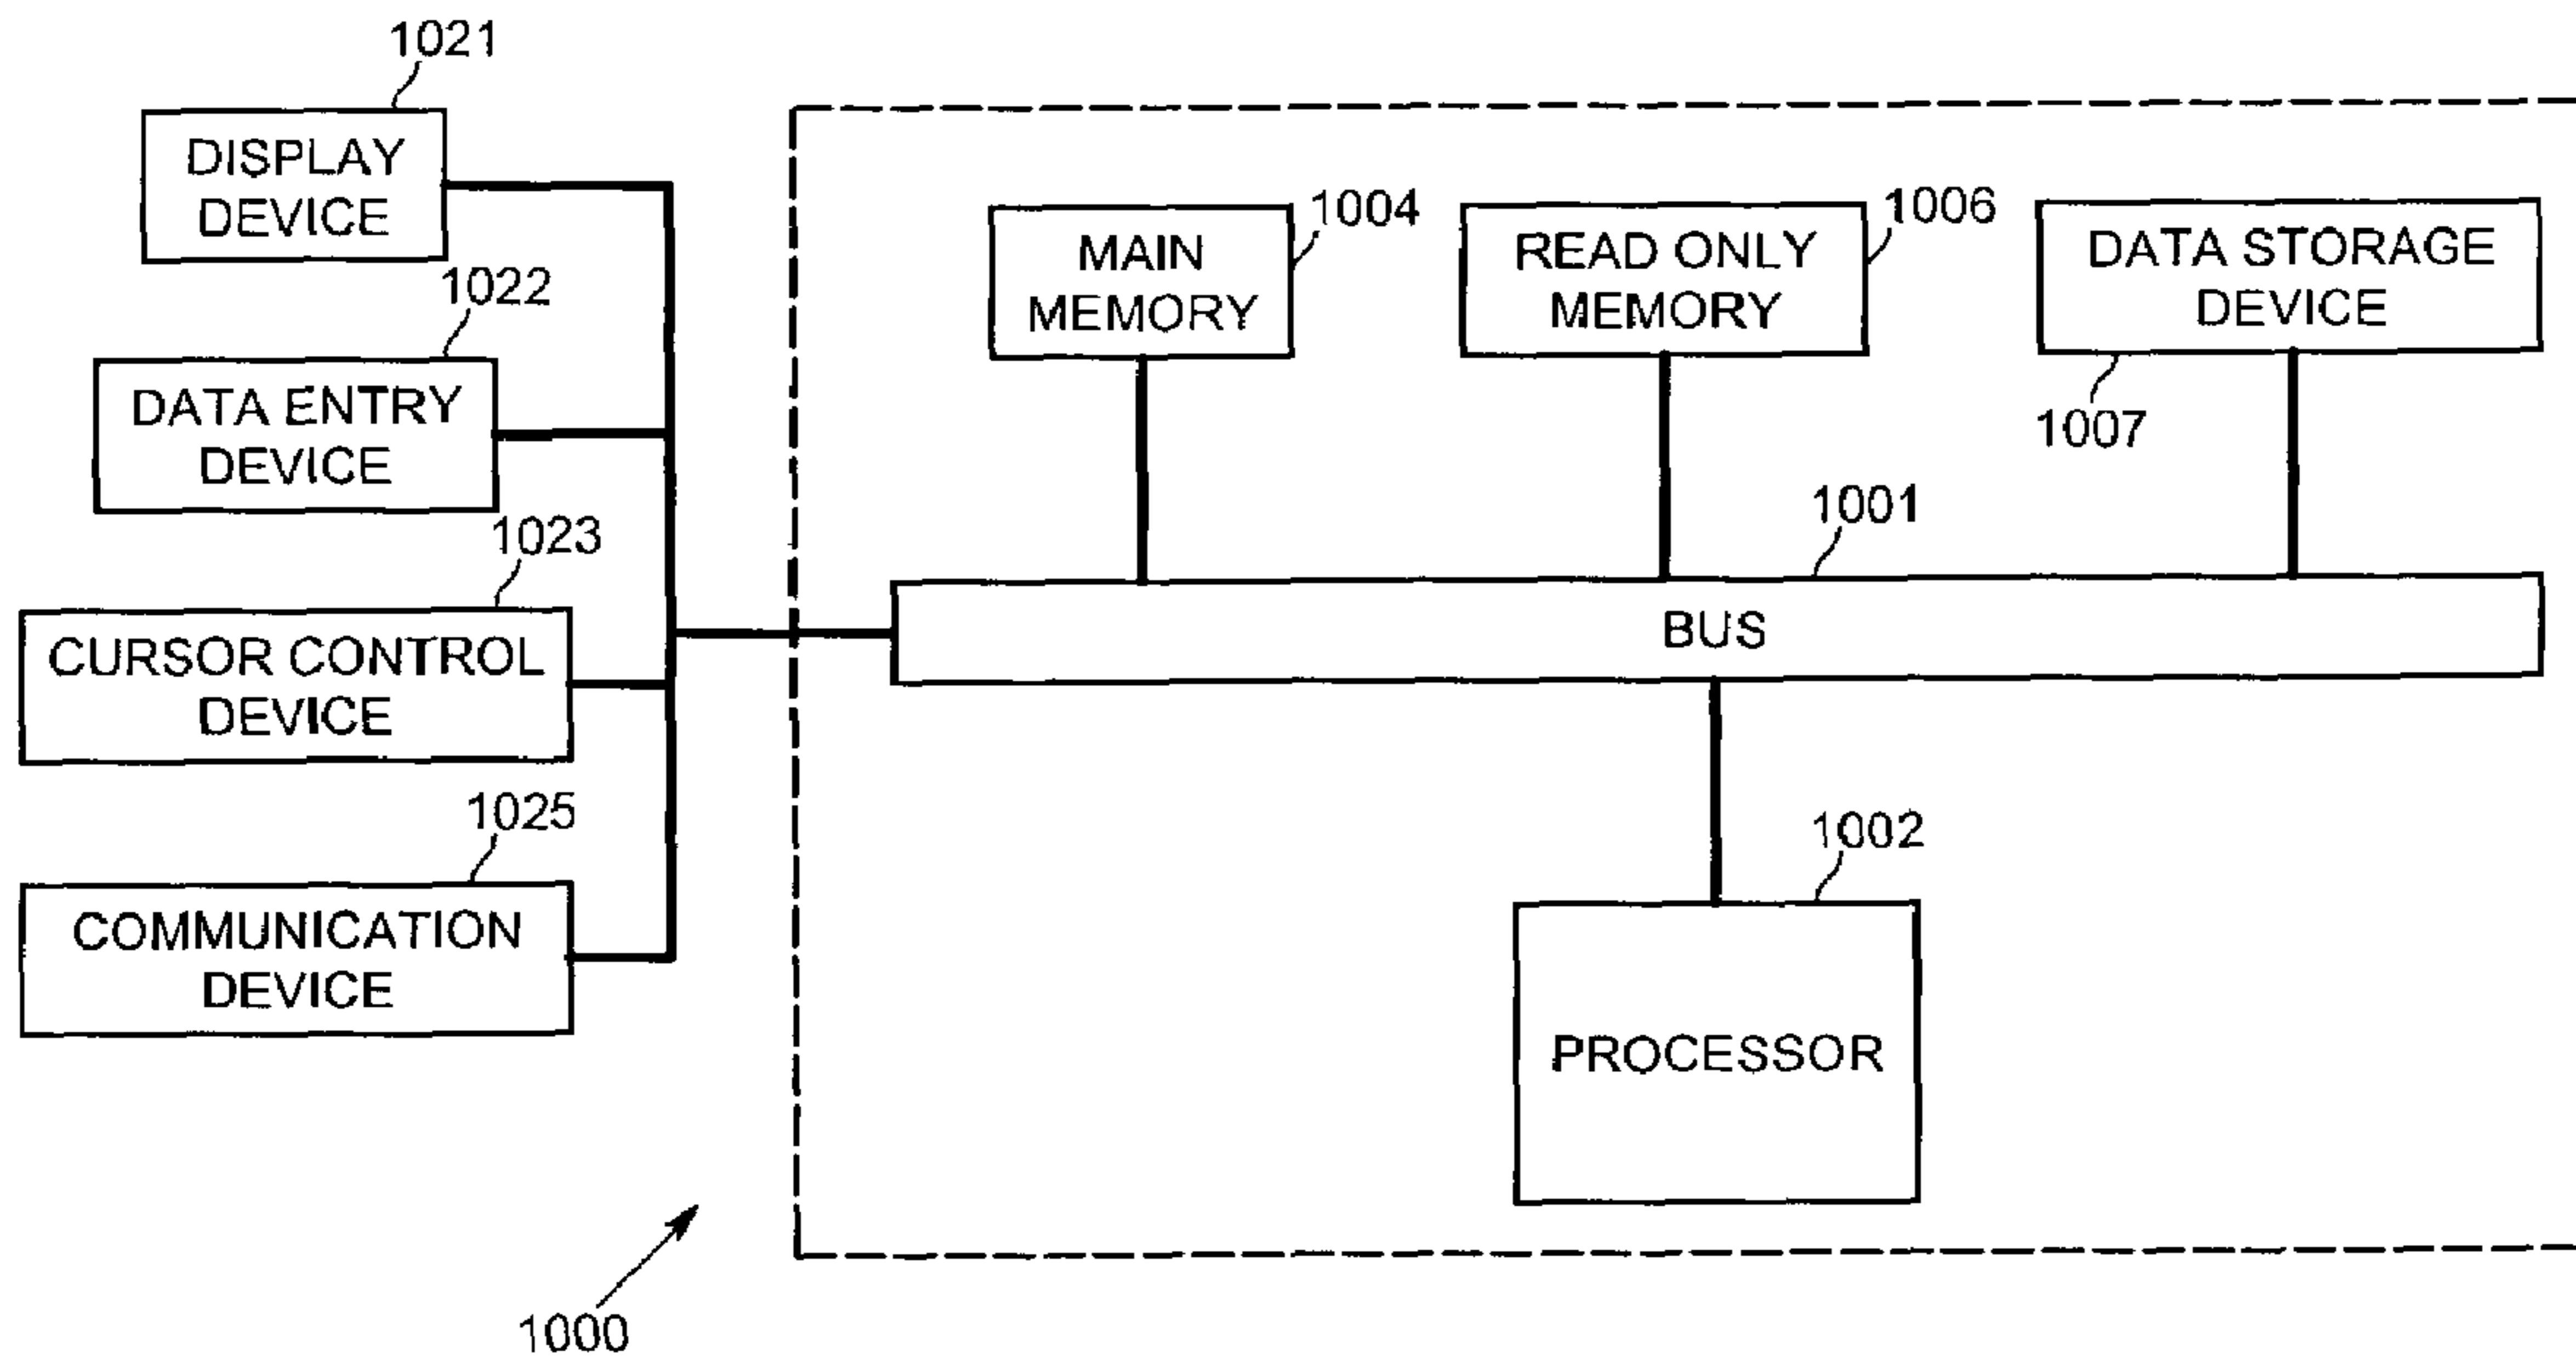 1021
DISPLAY
DEVICE
1022
DATA ENTRY
DEVICE
1023
CURSOR CONTROL
DEVICE
1025
COMMUNICATION
DEVICE
1000
MAIN
MEMORY
1004
READ ONLY
MEMORY
1006
DATA STORAGE
DEVICE
1007
1001
BUS
1002
PROCESSOR